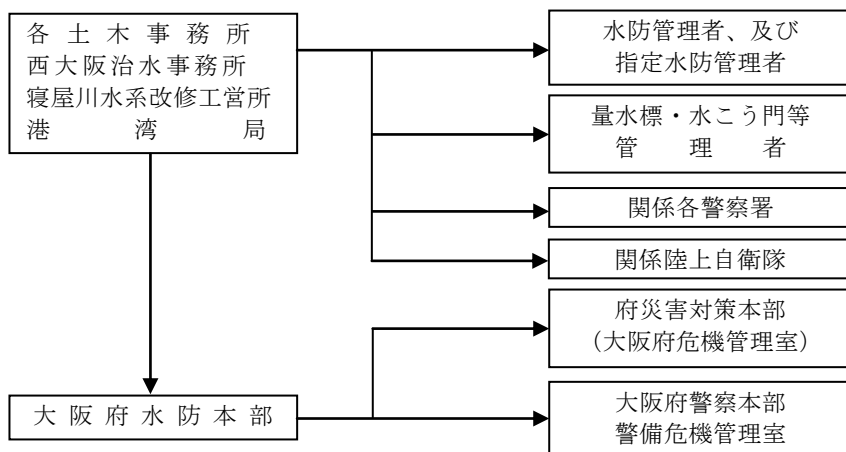 各土木事務所
西大阪治水事務所
寝屋川水系改修工営所
港湾局
水防管理者、及び
指定水防管理者
量水標・水こう門等
管理者
関係各警察署
関係陸上自衛隊
府災害対策本部
（大阪府危機管理室）
大阪府水防本部
大阪府警察本部
警備危機管理室